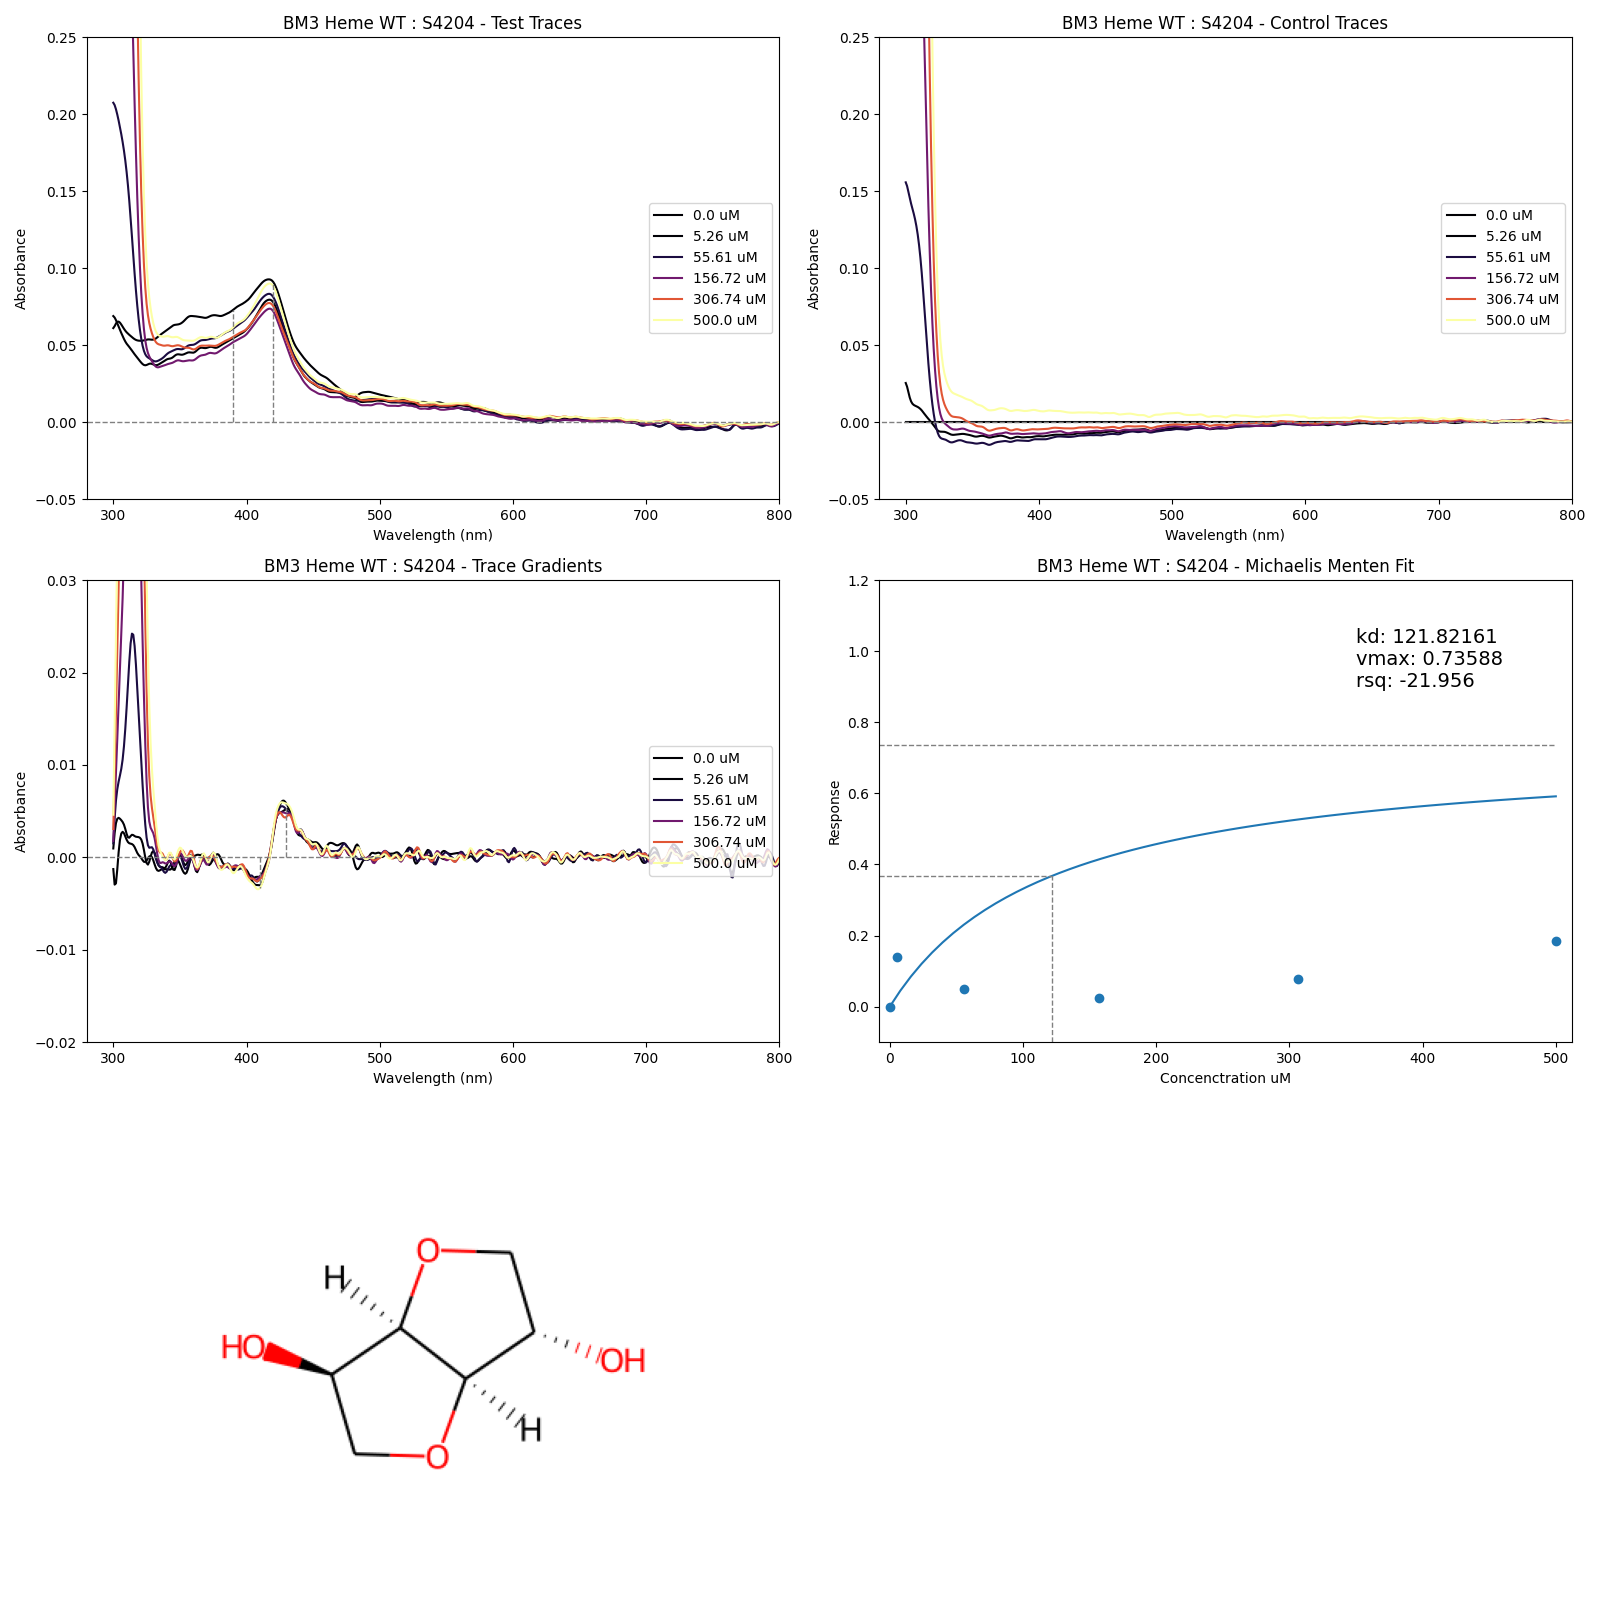 BM3 Heme WT : S4204 - Test Traces
Absorbance
0.25
0.20
0.15
0.10
0.05
0.00
−0.05
300 400 500 600 700 800
Wavelength (nm)
0.0 uM
5.26 uM
55.61 uM
156.72 uM
306.74 uM
500.0 uM
BM3 Heme WT : S4204 - Control Traces
Absorbance
0.25
0.20
0.15
0.10
0.05
0.00
−0.05
300 400 500 600 700 800
Wavelength (nm)
0.0 uM
5.26 uM
55.61 uM
156.72 uM
306.74 uM
500.0 uM
BM3 Heme WT : S4204 - Trace Gradients
Absorbance
0.03
0.02
0.01
0.00
−0.01
−0.02
300 400 500 600 700 800
Wavelength (nm)
0.0 uM
5.26 uM
55.61 uM
156.72 uM
306.74 uM
500.0 uM
BM3 Heme WT : S4204 - Michaelis Menten Fit
Response
1.2
1.0
0.8
0.6
0.4
0.2
0.0
0 100 200 300 400 500
Concenctration uM
kd: 121.82161
vmax: 0.73588
rsq: -21.956
O
H
HO
OH
H
O